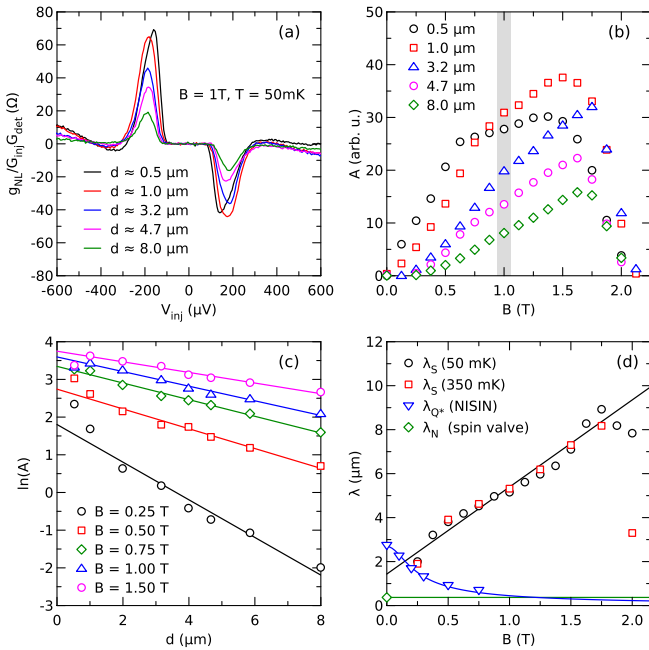 80
60
40
20
0
-20
-40
-60
-80
g_NL/G_inj G_det (Ω)
(a)
B = 1T, T = 50mK
d ≈ 0.5 μm
d ≈ 1.0 μm
d ≈ 3.2 μm
d ≈ 4.7 μm
d ≈ 8.0 μm
-600 -400 -200 0 200 400 600
V_inj (μV)
50
40
30
20
10
0
A (arb. u.)
(b)
0.5 μm
1.0 μm
3.2 μm
4.7 μm
8.0 μm
0.0 0.5 1.0 1.5 2.0
B (T)
4
3
2
1
0
-1
-2
-3
ln(A)
(c)
B = 0.25 T
B = 0.50 T
B = 0.75 T
B = 1.00 T
B = 1.50 T
0 2 4 6 8
d (μm)
12
10
8
6
4
2
0
λ (μm)
(d)
λ_S (50 mK)
λ_S (350 mK)
λ_Q* (NISIN)
λ_N (spin valve)
0.0 0.5 1.0 1.5 2.0
B (T)